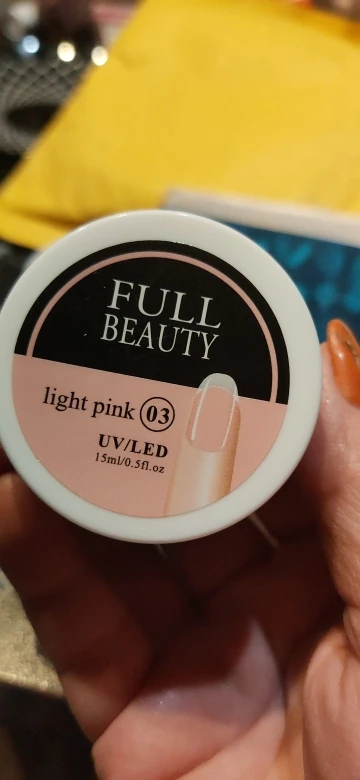 FULL
BEAUTY
light pink 03
UV/LED
15ml/0.5fl.oz